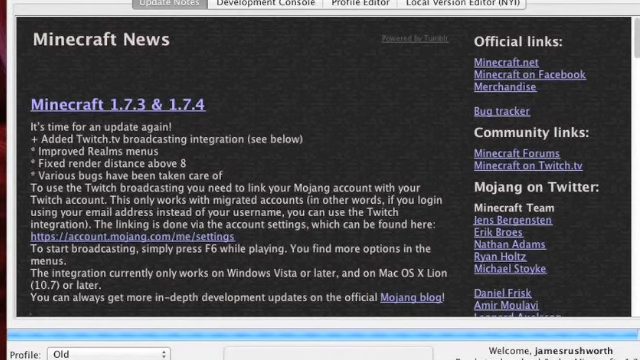 Update Notes
Development Console
Profile Editor
Local Version Editor (NYI)
Minecraft News
Powered by Tumblr
Minecraft 1.7.3 & 1.7.4
It's time for an update again!
+ Added Twitch.tv broadcasting integration (see below)
* Improved Realms menus
* Fixed render distance above 8
* Various bugs have been taken care of
To use the Twitch broadcasting you need to link your Mojang account with your
Twitch account. This only works with migrated accounts (in other words, if you login
using your email address instead of your username, you can use the Twitch
integration). The linking is done via the account settings, which can be found here:
https://account.mojang.com/me/settings
To start broadcasting, simply press F6 while playing. You find more options in the
menus.
The integration currently only works on Windows Vista or later, and on Mac OS X Lion
(10.7) or later.
You can always get more in-depth development updates on the official Mojang blog!
Official links:
Minecraft.net
Minecraft on Facebook
Merchandise
Bug tracker
Community links:
Minecraft Forums
Minecraft on Twitch.tv
Mojang on Twitter:
Minecraft Team
Jens Bergensten
Erik Broes
Nathan Adams
Ryan Holtz
Michael Stoyke
Daniel Frisk
Amir Moulavi
Profile:
Old
Welcome, jamesrushworth